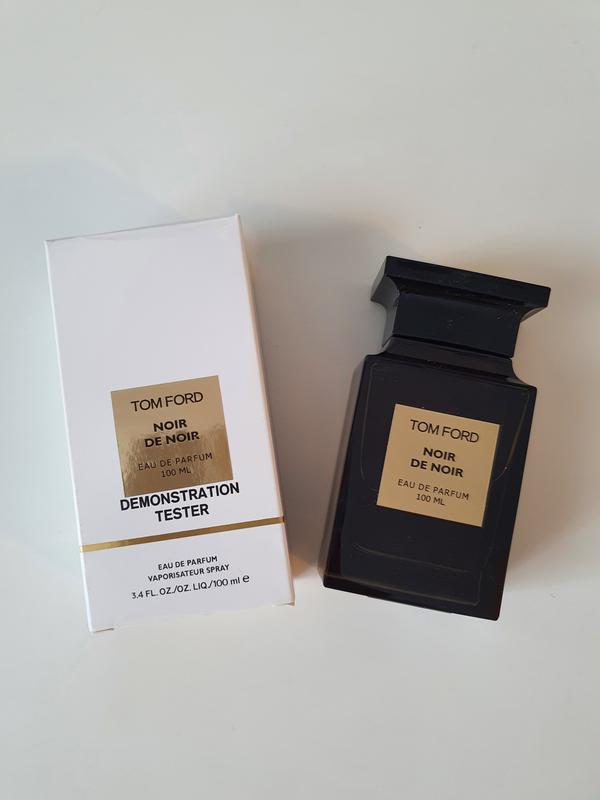 TOM FORD
NOIR
DE NOIR
EAU DE PARFUM
100 ML
DEMONSTRATION
TESTER
EAU DE PARFUM
VAPORISATEUR SPRAY
3.4 FL. OZ./OZ. LIQ./100 ml e
TOM FORD
NOIR
DE NOIR
EAU DE PARFUM
100 ML